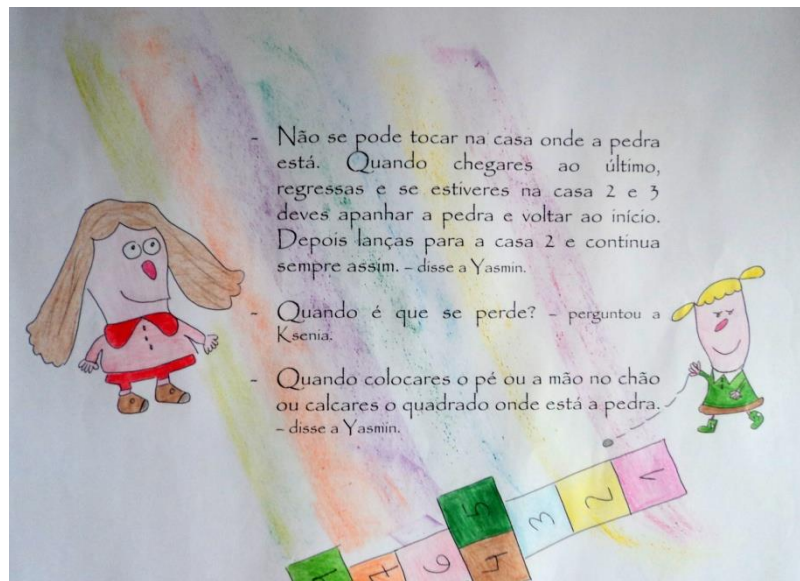 - Não se pode tocar na casa onde a pedra
está. Quando chegares ao último,
regressas e se estiveres na casa 2 e 3
deves apanhar a pedra e voltar ao início.
Depois lanças para a casa 2 e continua
sempre assim. – disse a Yasmin.
- Quando é que se perde? – perguntou a
Ksenia.
- Quando colocares o pé ou a mão no chão
ou calcares o quadrado onde está a pedra.
– disse a Yasmin.
1
2
3
5
4
6
7